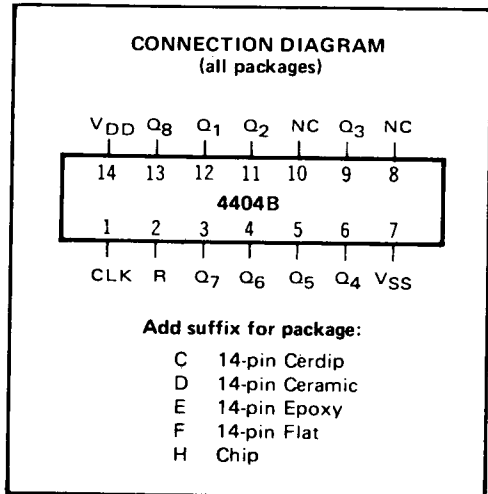 CONNECTION DIAGRAM
(all packages)
VDD Q8 Q1 Q2 NC Q3 NC
14 13 12 11 10 9 8
4404B
1 2 3 4 5 6 7
CLK R Q7 Q6 Q5 Q4 VSS
Add suffix for package:
C 14-pin Cerdip
D 14-pin Ceramic
E 14-pin Epoxy
F 14-pin Flat
H Chip